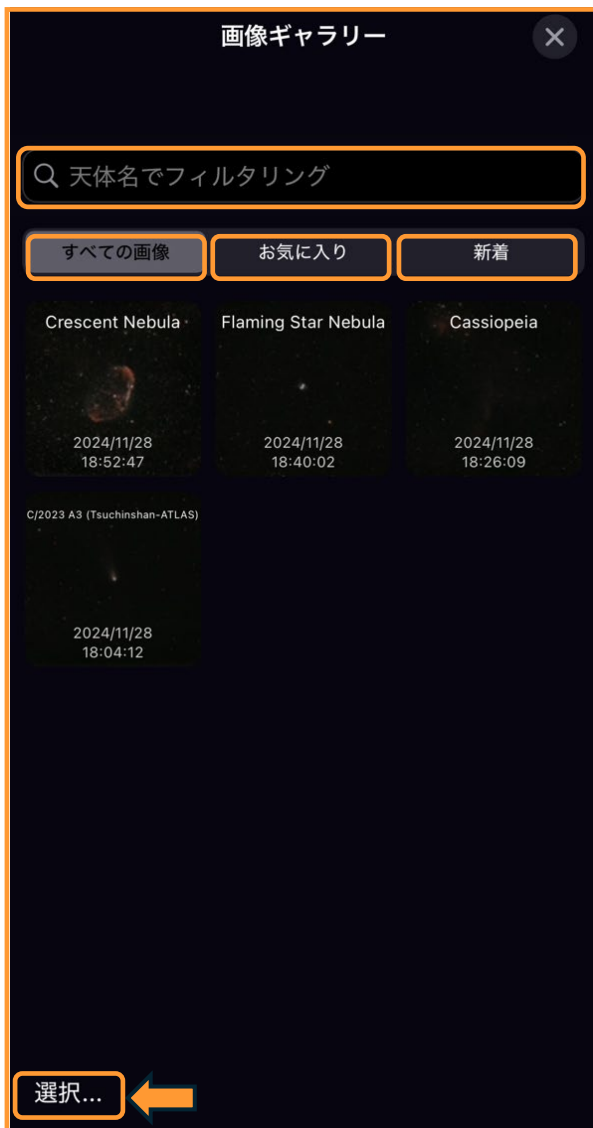 画像ギャラリー
天体名でフィルタリング
すべての画像 お気に入り 新着
Crescent Nebula Flaming Star Nebula Cassiopeia
2024/11/28 2024/11/28 2024/11/28
18:52:47 18:40:02 18:26:09
C/2023 A3 (Tsuchinshan-ATLAS)
2024/11/28
18:04:12
選択...